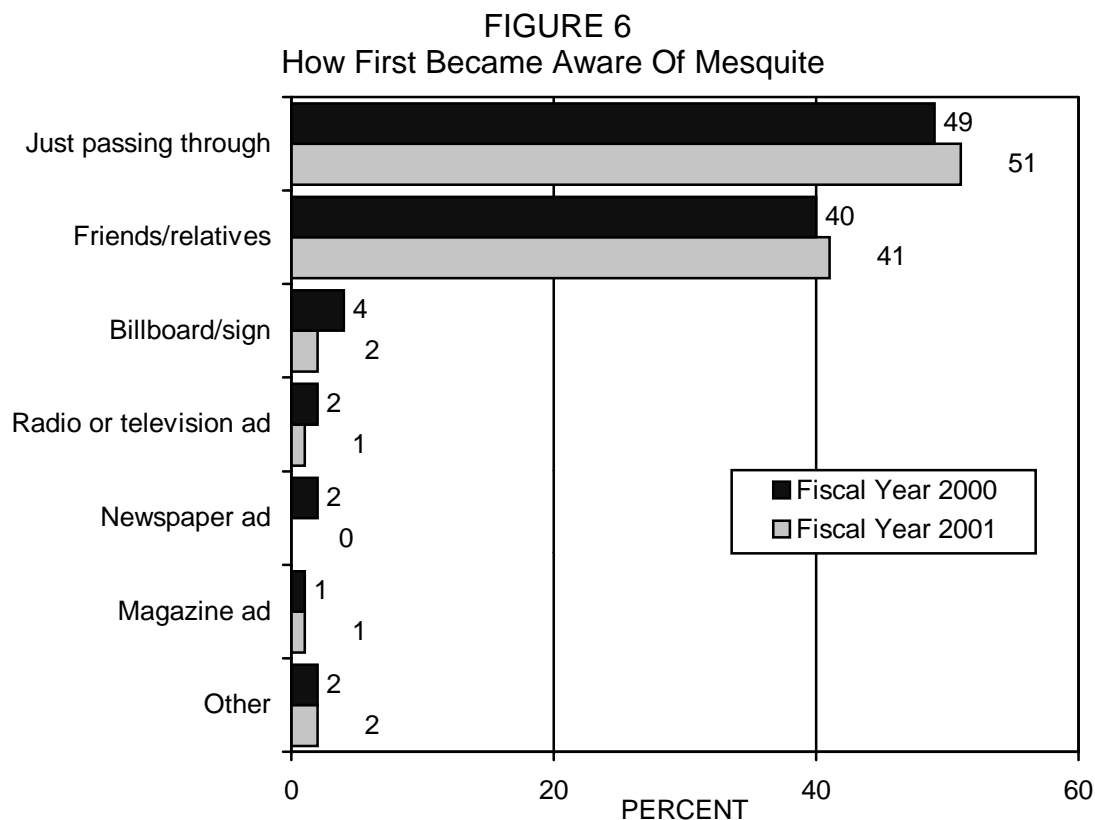 FIGURE 6
How First Became Aware Of Mesquite
Just passing through
49
51
Friends/relatives
40
41
Billboard/sign
4
2
Radio or television ad
2
1
Newspaper ad
2
0
Magazine ad
1
1
Other
2
2
Fiscal Year 2000
Fiscal Year 2001
0 20 40 60
PERCENT